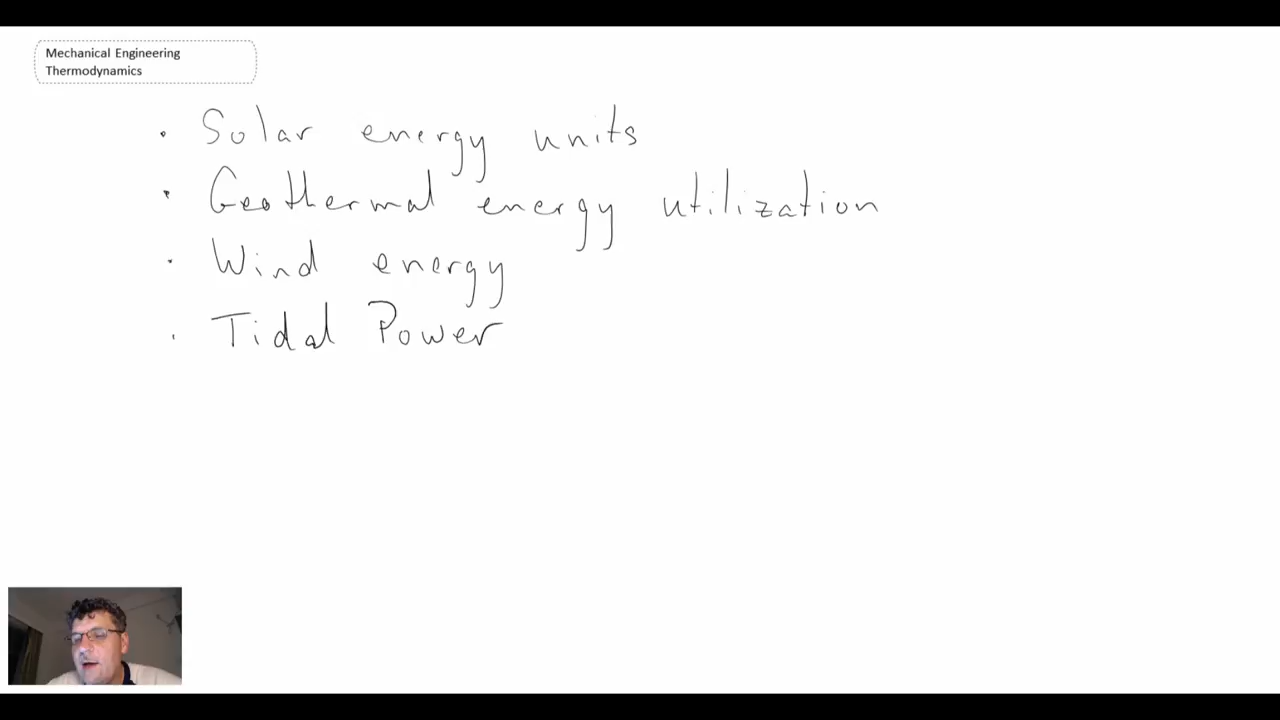 Mechanical Engineering
Thermodynamics
· Solar energy units
· Geothermal energy utilization
· Wind energy
· Tidal Power